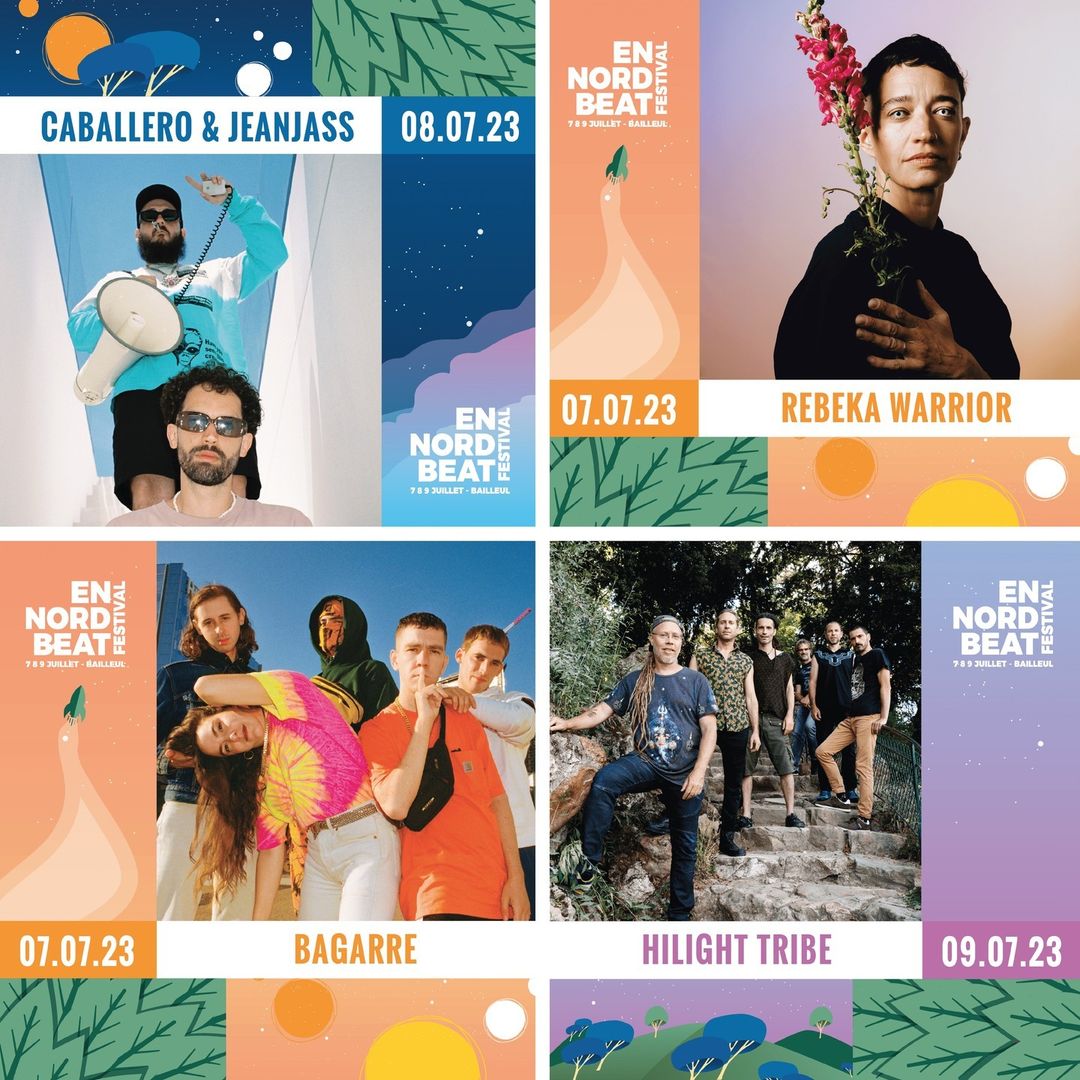 CABALLERO & JEANJASS
08.07.23
EN
NORD
BEAT
FESTIVAL
7 8 9 JUILLET - BAILLEUL
EN
NORD
BEAT
FESTIVAL
7 8 9 JUILLET - BAILLEUL
07.07.23
REBEKA WARRIOR
EN
NORD
BEAT
FESTIVAL
7 8 9 JUILLET - BAILLEUL
07.07.23
BAGARRE
EN
NORD
BEAT
FESTIVAL
7 8 9 JUILLET - BAILLEUL
HILIGHT TRIBE
09.07.23